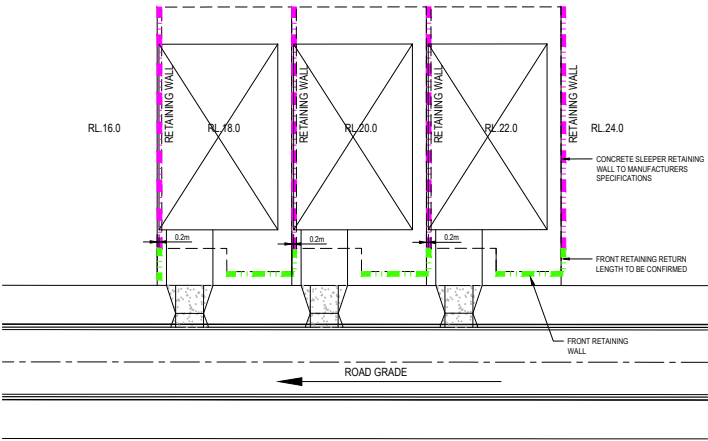 RETAINING WALL
RETAINING WALL
RETAINING WALL
RETAINING WALL
RL.16.0
RL.18.0
RL.20.0
RL.22.0
RL.24.0
CONCRETE SLEEPER RETAINING
WALL TO MANUFACTURERS
SPECIFICATIONS
0.2m
0.2m
0.2m
FRONT RETAINING RETURN
LENGTH TO BE CONFIRMED
FRONT RETAINING
WALL
ROAD GRADE